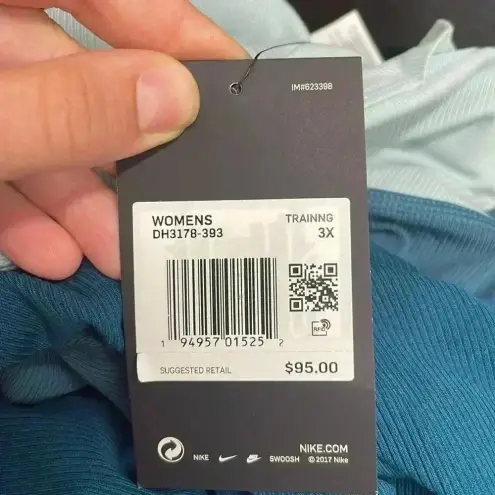 IM#623398
WOMENS TRAINNG
DH3178-393 3X
RFID
1 94957 01525 2
SUGGESTED RETAIL $95.00
NIKE.COM
NIKE SWOOSH © 2017 Nike